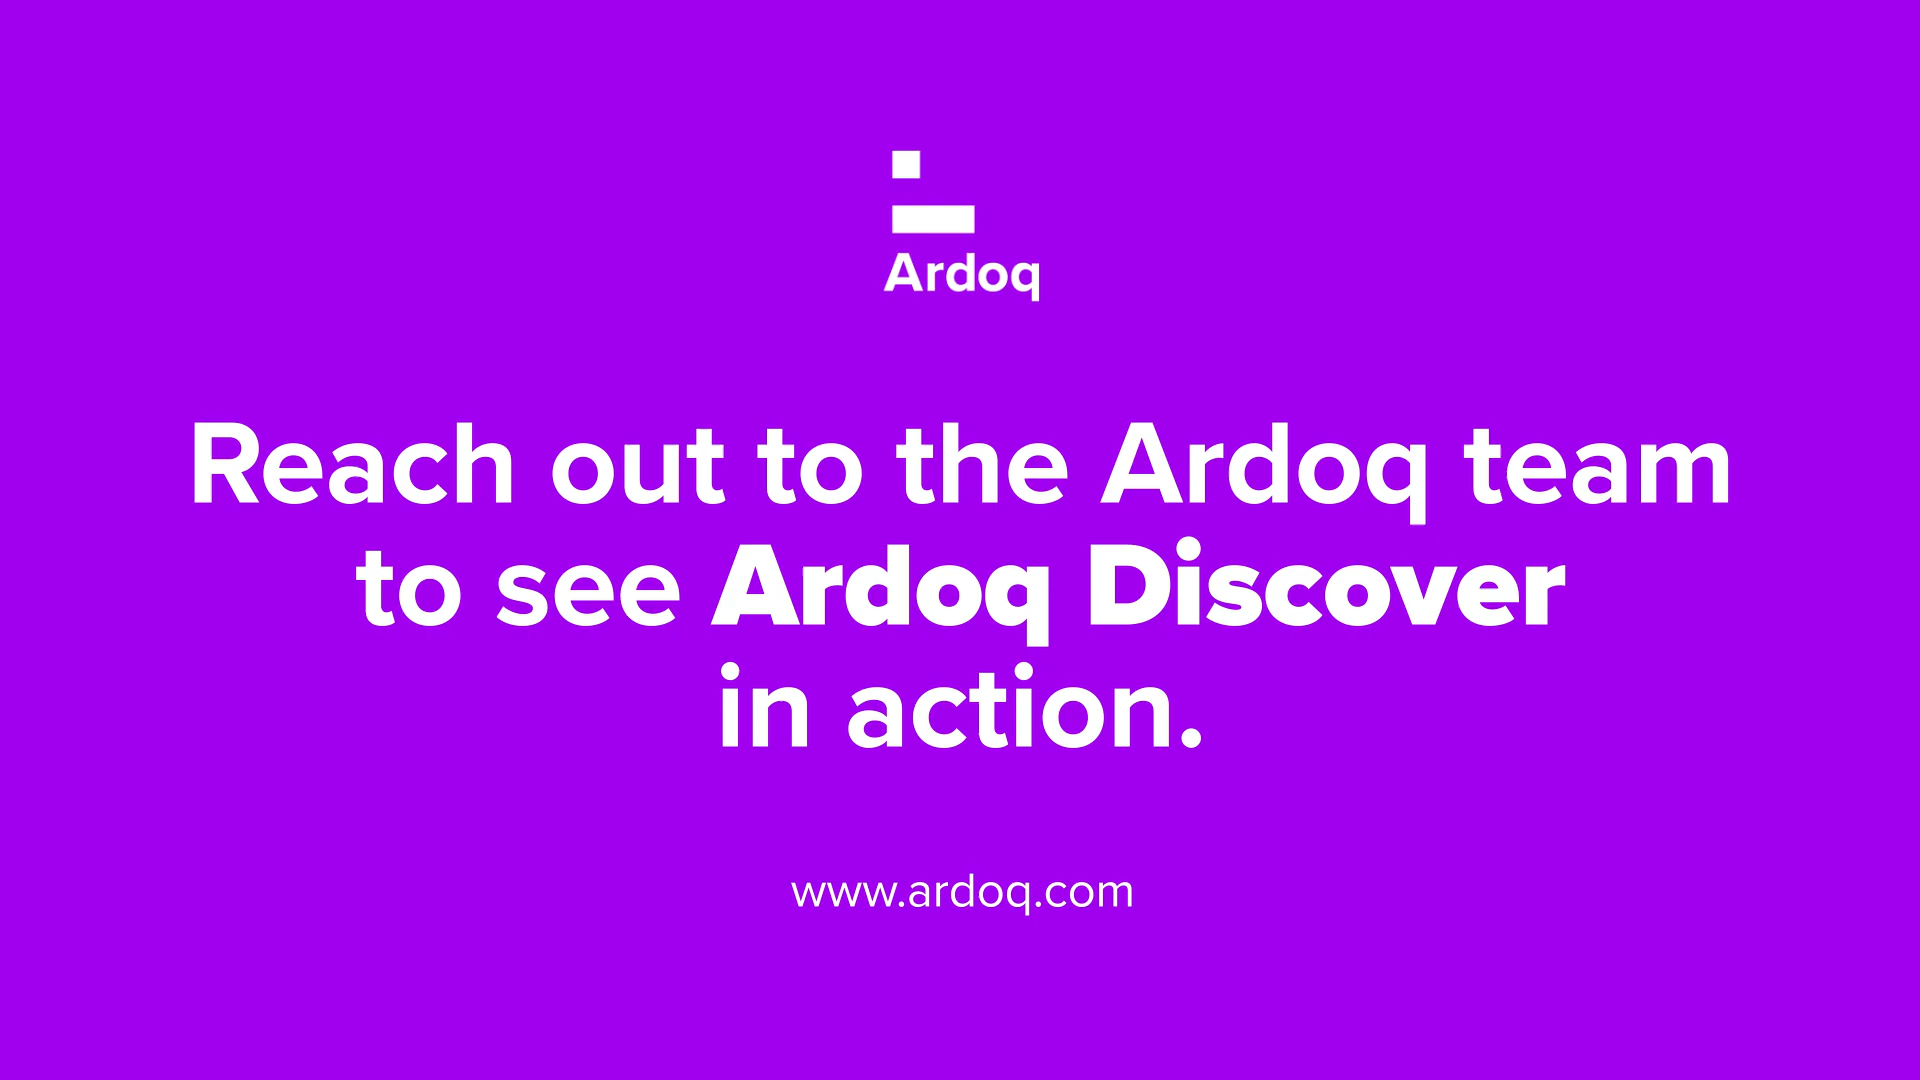 Ardoq
Reach out to the Ardoq team
to see Ardoq Discover
in action.
www.ardoq.com